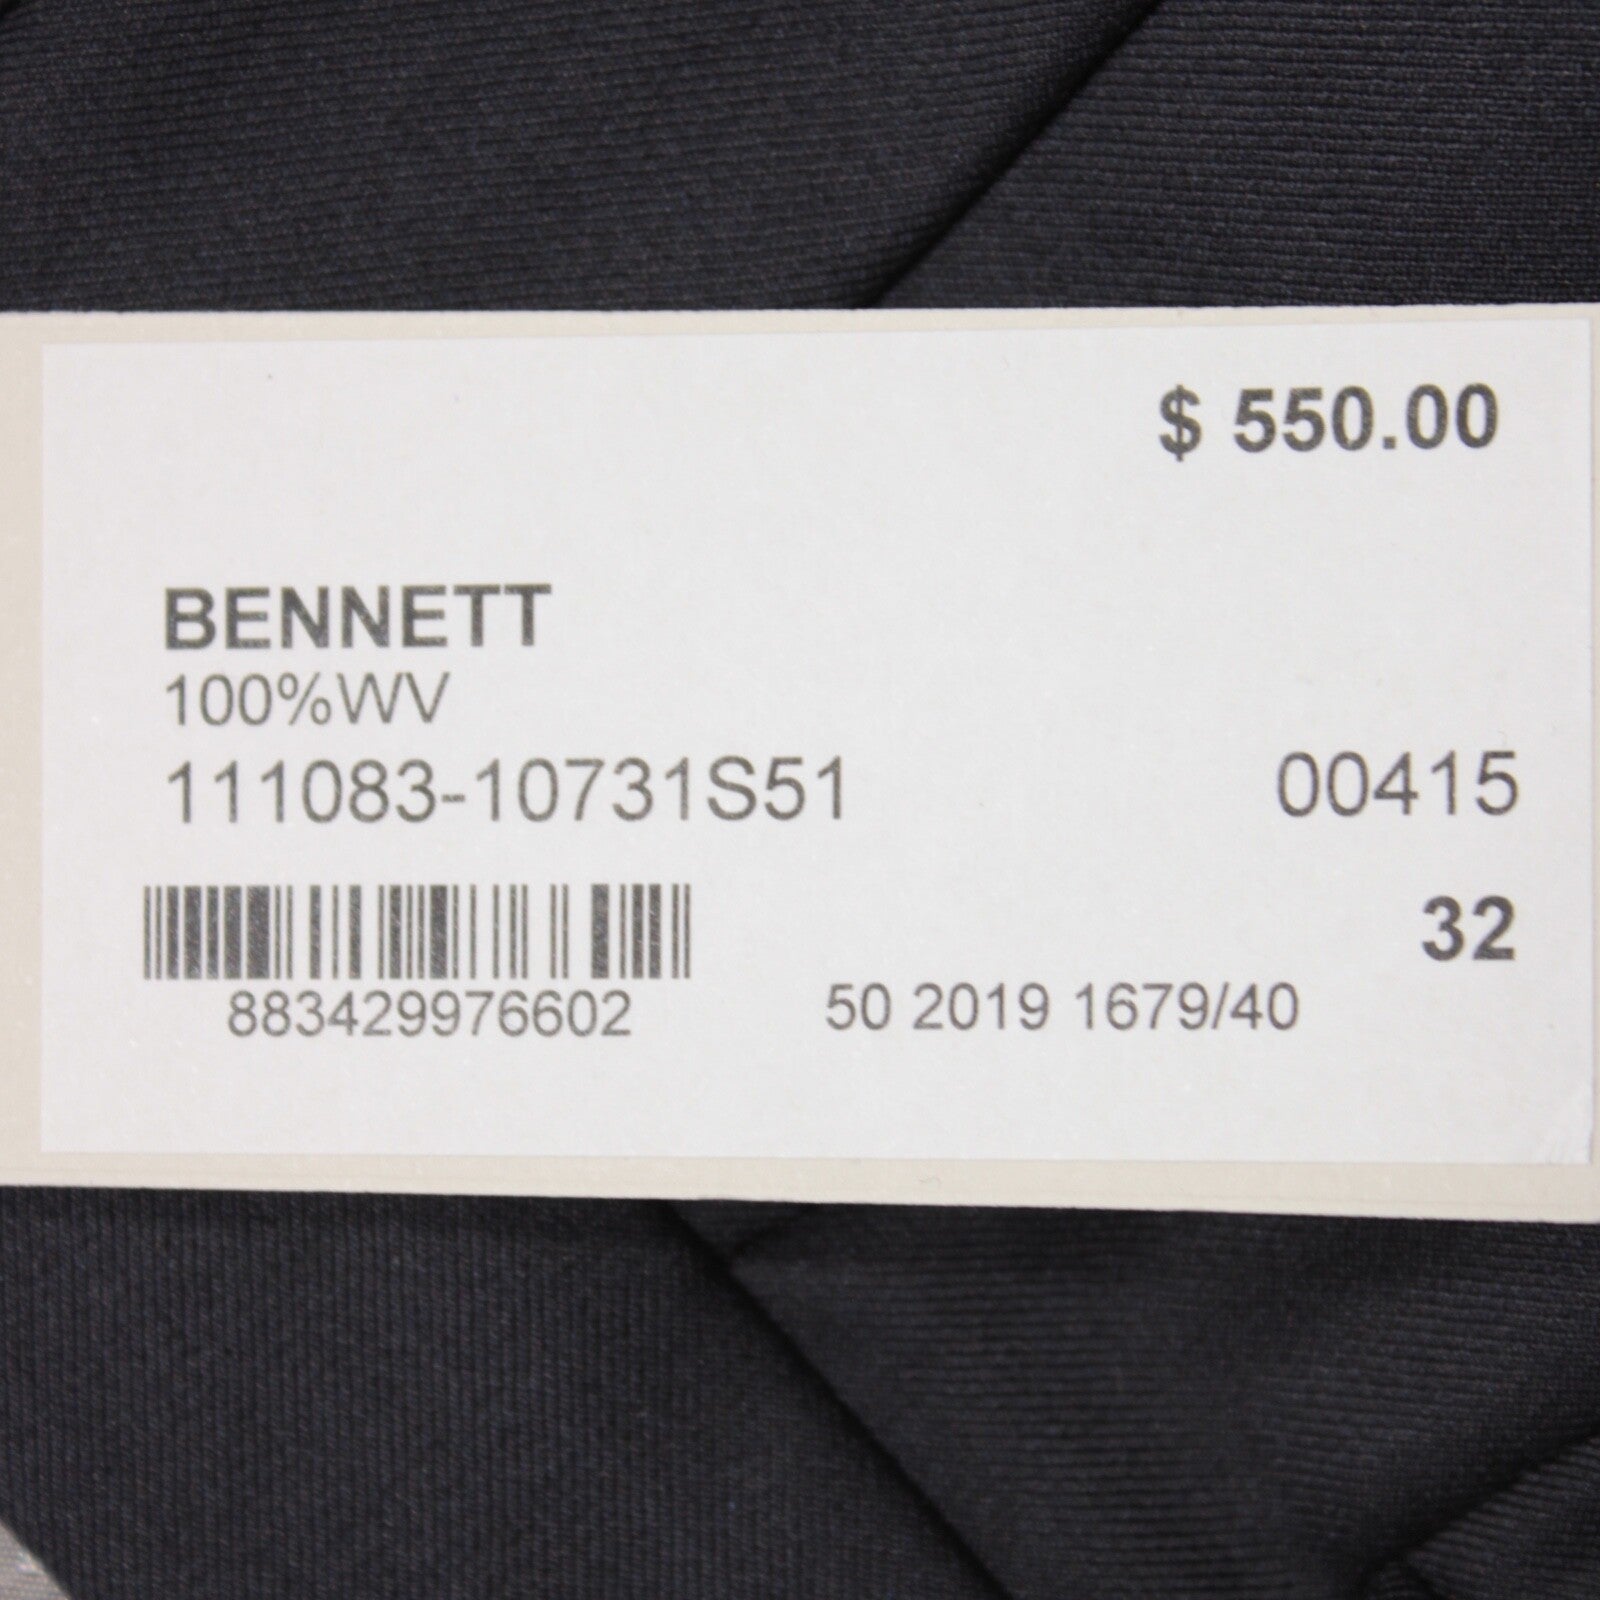 $ 550.00
BENNETT
100%WV
111083-10731S51 00415
32
883429976602 50 2019 1679/40